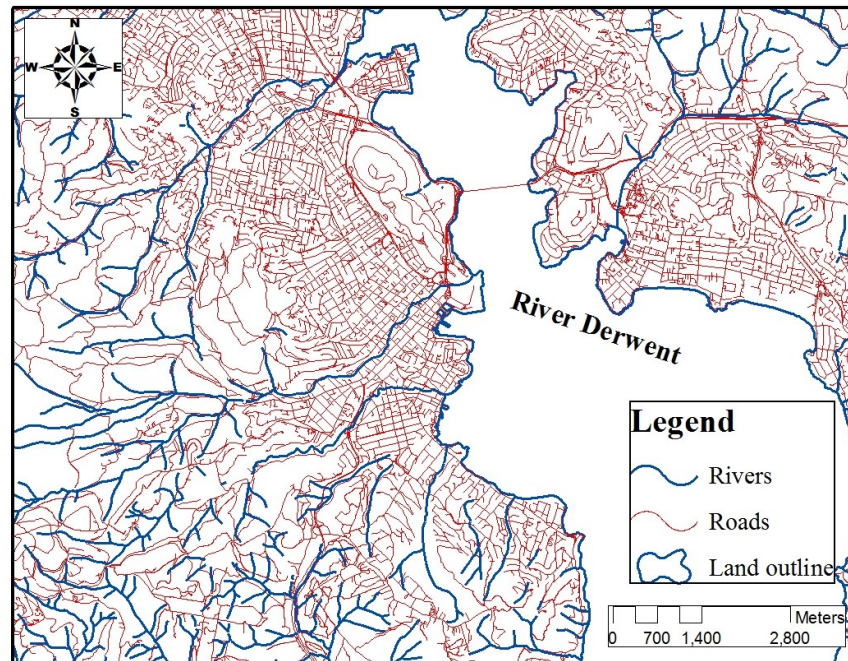 N
W E
S
River Derwent
Legend
Rivers
Roads
Land outline
Meters
0 700 1,400 2,800